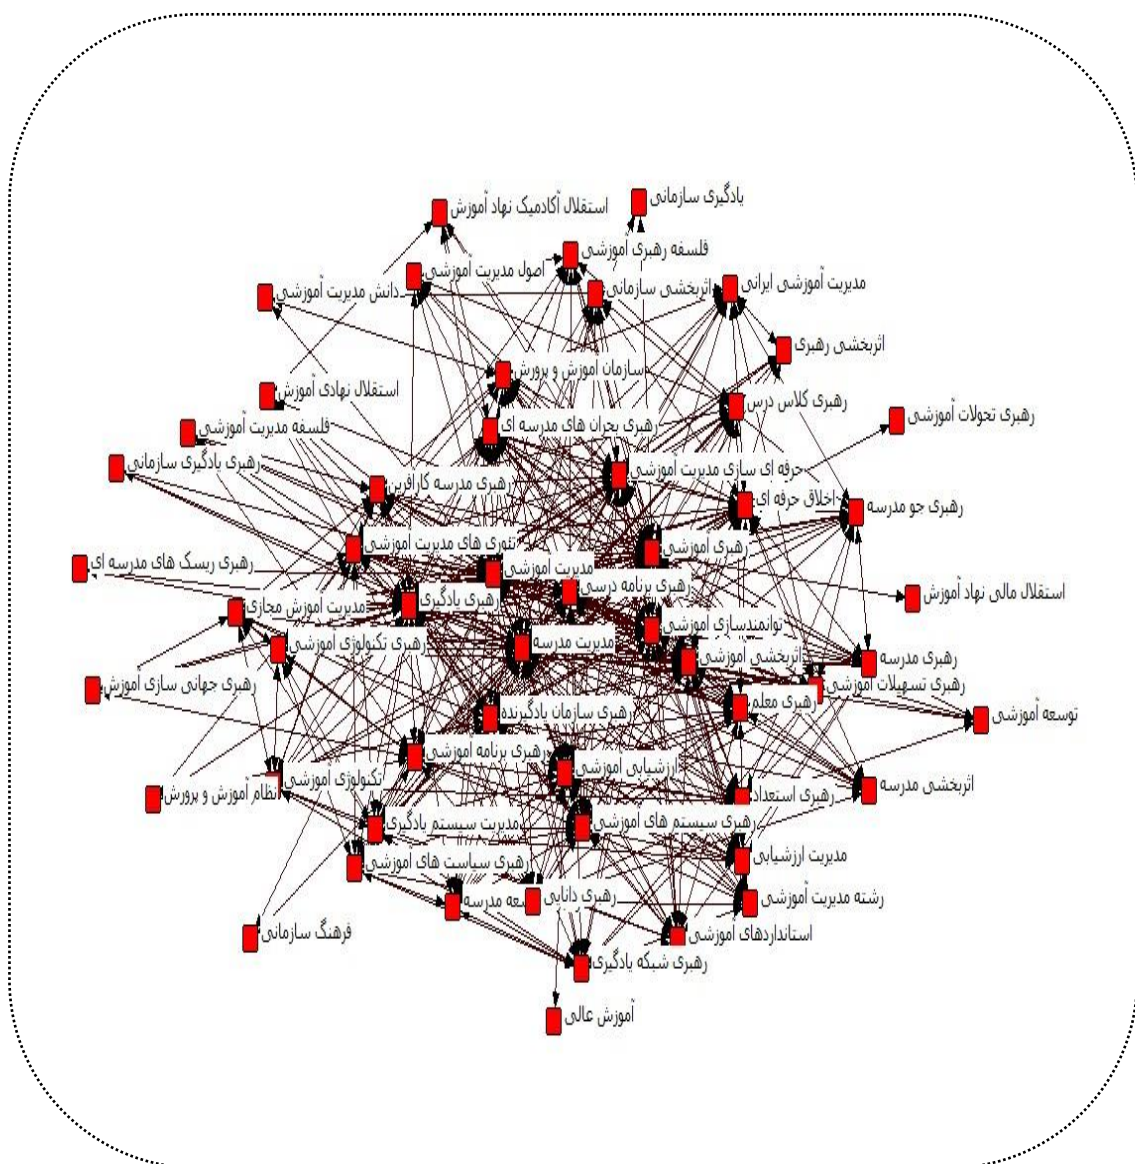 یادگیری سازمانی
استقلال آکادمیک نهاد آموزش
فلسفه رهبری آموزشی
اصول مدیریت آموزشی
مدیریت آموزشی ایرانی
اثربخشی سازمانی
دانش مدیریت آموزشی
اثربخشی رهبری
سازمان آموزش و پرورش
استقلال نهادی آموزش
رهبری کلاس درس
رهبری تحولات آموزشی
رهبری بحران های مدرسه ای
فلسفه مدیریت آموزشی
رهبری یادگیری سازمانی
حرفه ای سازی مدیریت آموزشی
رهبری مدرسه کارآفرین
اخلاق حرفه ای
رهبری جو مدرسه
تئوری های مدیریت آموزشی
رهبری آموزشی
رهبری ریسک های مدرسه ای
مدیریت آموزشی
رهبری برنامه درسی
استقلال مالی نهاد آموزش
رهبری یادگیری
مدیریت آموزش مجازی
توانمندسازی آموزشی
مدیریت مدرسه
رهبری تکنولوژی آموزشی
اثربخشی آموزشی
رهبری مدرسه
رهبری تسهیلات آموزشی
رهبری جهانی سازی آموزش
رهبری معلم
رهبری سازمان یادگیرنده
توسعه آموزشی
رهبری برنامه آموزشی
ارزشیابی آموزشی
تکنولوژی آموزشی
اثربخشی مدرسه
نظام آموزش و پرورش
رهبری استعداد
رهبری سیستم های آموزشی
مدیریت سیستم یادگیری
مدیریت ارزشیابی
رهبری سیاست های آموزشی
رهبری دانایی
رشته مدیریت آموزشی
مدرسه
فرهنگ سازمانی
استانداردهای آموزشی
رهبری شبکه یادگیری
آموزش عالی